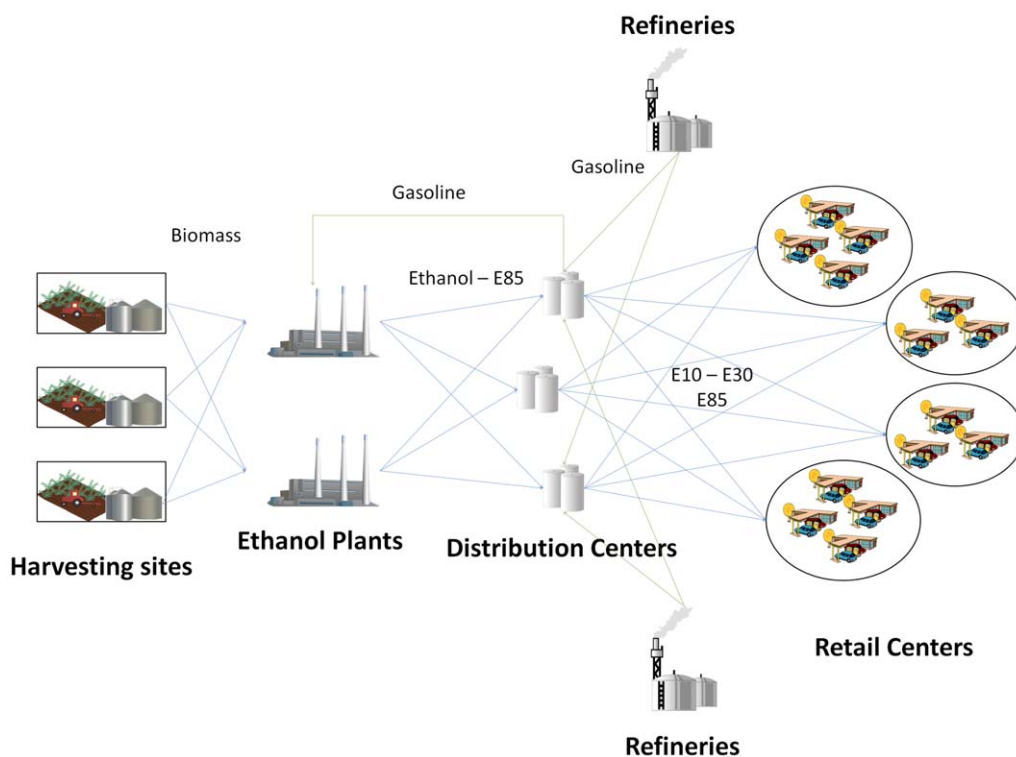 Refineries
Gasoline
Gasoline
Biomass
Ethanol – E85
E10 – E30
E85
Ethanol Plants
Distribution Centers
Harvesting sites
Retail Centers
Refineries